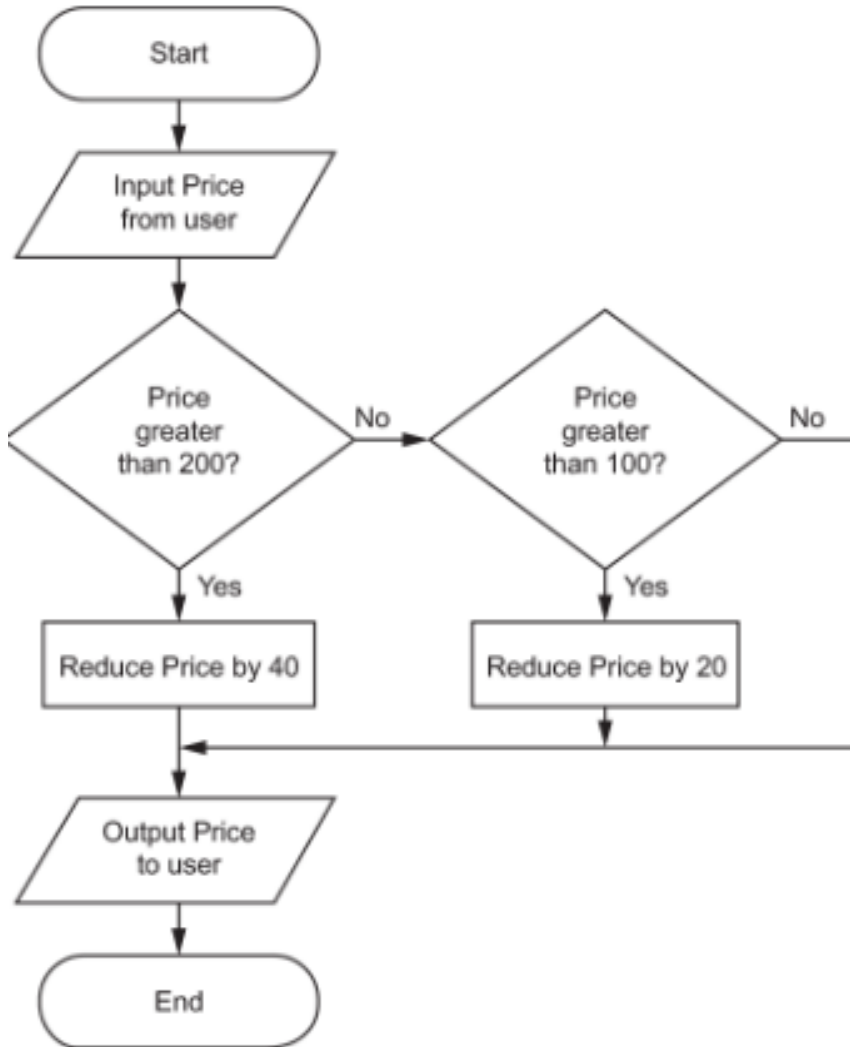 Start
Input Price
from user
Price
greater
than 200?
No
Price
greater
than 100?
No
Yes
Yes
Reduce Price by 40
Reduce Price by 20
Output Price
to user
End